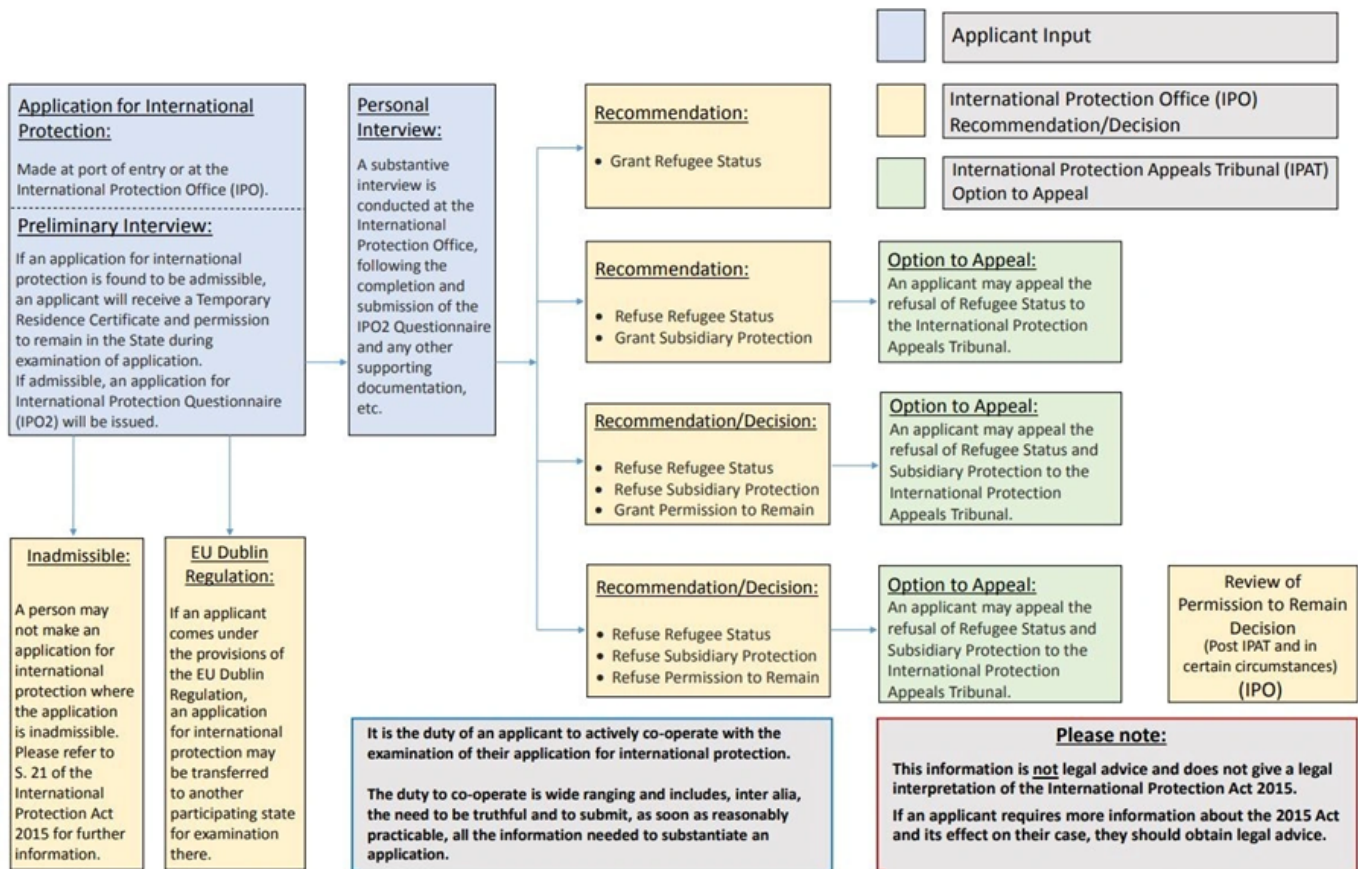 Applicant Input
International Protection Office (IPO)
Recommendation/Decision
International Protection Appeals Tribunal (IPAT)
Option to Appeal
Application for International
Protection:
Made at port of entry or at the
International Protection Office (IPO).
Preliminary Interview:
If an application for international
protection is found to be admissible,
an applicant will receive a Temporary
Residence Certificate and permission
to remain in the State during
examination of application.
If admissible, an application for
International Protection Questionnaire
(IPO2) will be issued.
Personal
Interview:
A substantive
interview is
conducted at the
International
Protection Office,
following the
completion and
submission of the
IPO2 Questionnaire
and any other
supporting
documentation,
etc.
Recommendation:
• Grant Refugee Status
Recommendation:
• Refuse Refugee Status
• Grant Subsidiary Protection
Option to Appeal:
An applicant may appeal the
refusal of Refugee Status to
the International Protection
Appeals Tribunal.
Recommendation/Decision:
• Refuse Refugee Status
• Refuse Subsidiary Protection
• Grant Permission to Remain
Option to Appeal:
An applicant may appeal the
refusal of Refugee Status and
Subsidiary Protection to the
International Protection
Appeals Tribunal.
Recommendation/Decision:
• Refuse Refugee Status
• Refuse Subsidiary Protection
• Refuse Permission to Remain
Option to Appeal:
An applicant may appeal the
refusal of Refugee Status and
Subsidiary Protection to the
International Protection
Appeals Tribunal.
Review of
Permission to Remain
Decision
(Post IPAT and in
certain circumstances)
(IPO)
Inadmissible:
A person may
not make an
application for
international
protection where
the application
is inadmissible.
Please refer to
S. 21 of the
International
Protection Act
2015 for further
information.
EU Dublin
Regulation:
If an applicant
comes under
the provisions of
the EU Dublin
Regulation,
an application
for international
protection may
be transferred
to another
participating state
for examination
there.
It is the duty of an applicant to actively co-operate with the
examination of their application for international protection.
The duty to co-operate is wide ranging and includes, inter alia,
the need to be truthful and to submit, as soon as reasonably
practicable, all the information needed to substantiate an
application.
Please note:
This information is not legal advice and does not give a legal
interpretation of the International Protection Act 2015.
If an applicant requires more information about the 2015 Act
and its effect on their case, they should obtain legal advice.